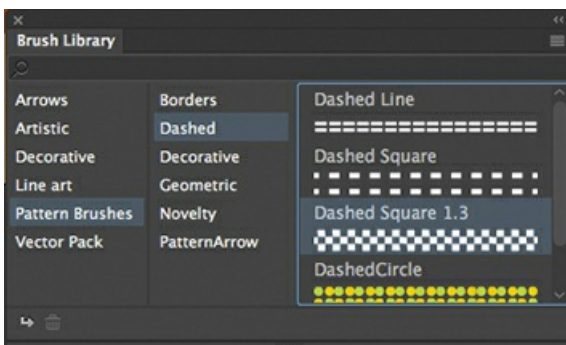 Brush Library
Arrows
Artistic
Decorative
Line art
Pattern Brushes
Vector Pack
Borders
Dashed
Decorative
Geometric
Novelty
PatternArrow
Dashed Line
Dashed Square
Dashed Square 1.3
DashedCircle